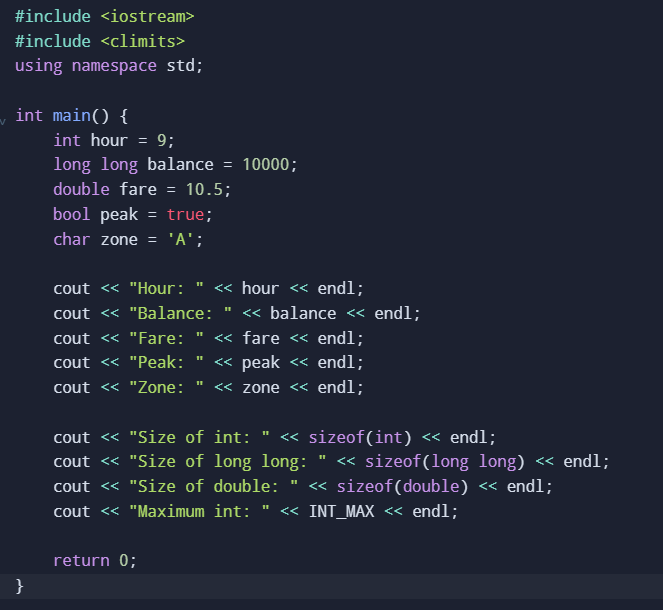 #include <iostream>
#include <climits>
using namespace std;
int main() {
    int hour = 9;
    long long balance = 10000;
    double fare = 10.5;
    bool peak = true;
    char zone = 'A';
    cout << "Hour: " << hour << endl;
    cout << "Balance: " << balance << endl;
    cout << "Fare: " << fare << endl;
    cout << "Peak: " << peak << endl;
    cout << "Zone: " << zone << endl;
    cout << "Size of int: " << sizeof(int) << endl;
    cout << "Size of long long: " << sizeof(long long) << endl;
    cout << "Size of double: " << sizeof(double) << endl;
    cout << "Maximum int: " << INT_MAX << endl;
    return 0;
}